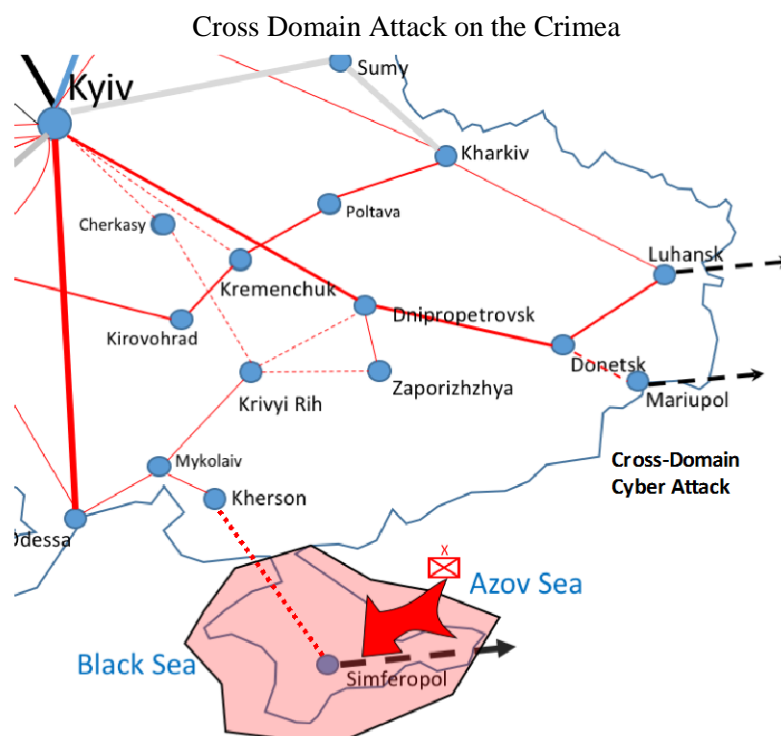 Cross Domain Attack on the Crimea
Kyiv
Sumy
Kharkiv
Cherkasy
Poltava
Luhansk
Kremenchuk
Kirovohrad
Dnipropetrovsk
Donetsk
Krivyi Rih
Zaporizhzhya
Mariupol
Mykolaiv
Cross-Domain
Cyber Attack
Kherson
Odessa
X
Azov Sea
Black Sea
Simferopol